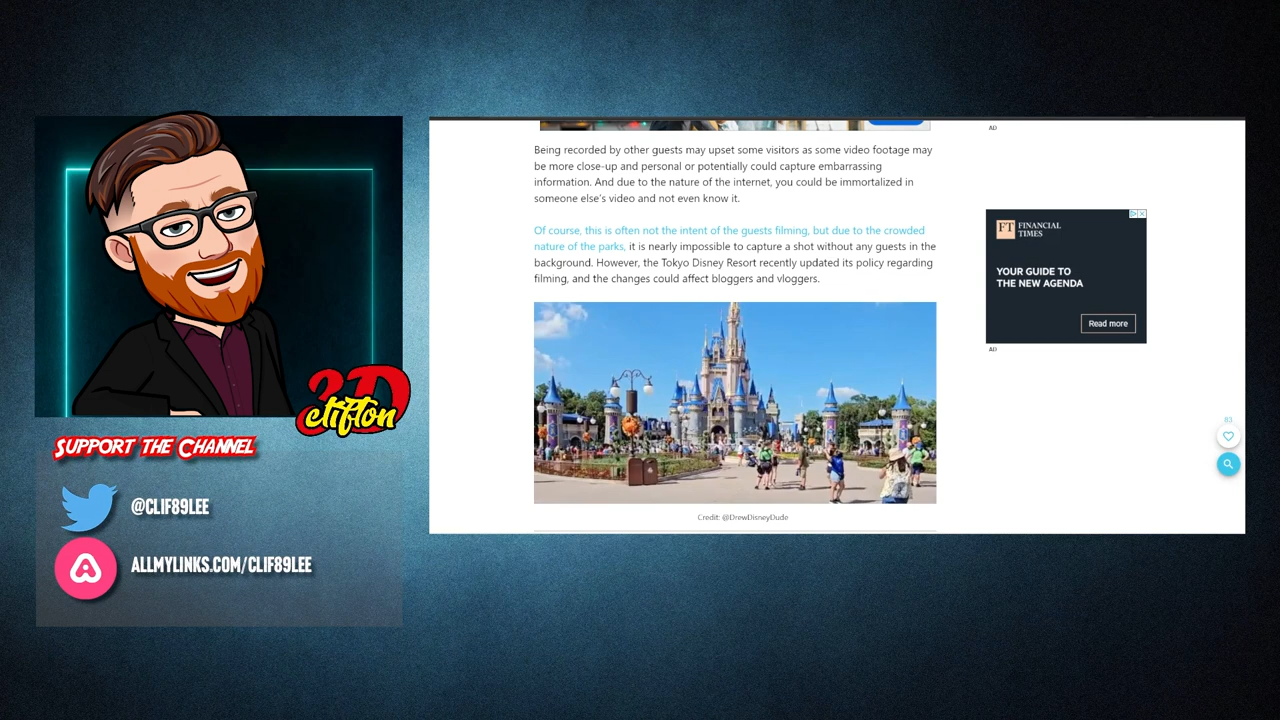 3D
clifton
SUPPORT THE CHANNEL
@CLIF89LEE
ALLMYLINKS.COM/CLIF89LEE
Being recorded by other guests may upset some visitors as some video footage may
be more close-up and personal or potentially could capture embarrassing
information. And due to the nature of the internet, you could be immortalized in
someone else's video and not even know it.
Of course, this is often not the intent of the guests filming, but due to the crowded
nature of the parks, it is nearly impossible to capture a shot without any guests in the
background. However, the Tokyo Disney Resort recently updated its policy regarding
filming, and the changes could affect bloggers and vloggers.
Credit: @DrewDisneyDude
AD
FT FINANCIAL
TIMES
YOUR GUIDE TO
THE NEW AGENDA
Read more
AD
83